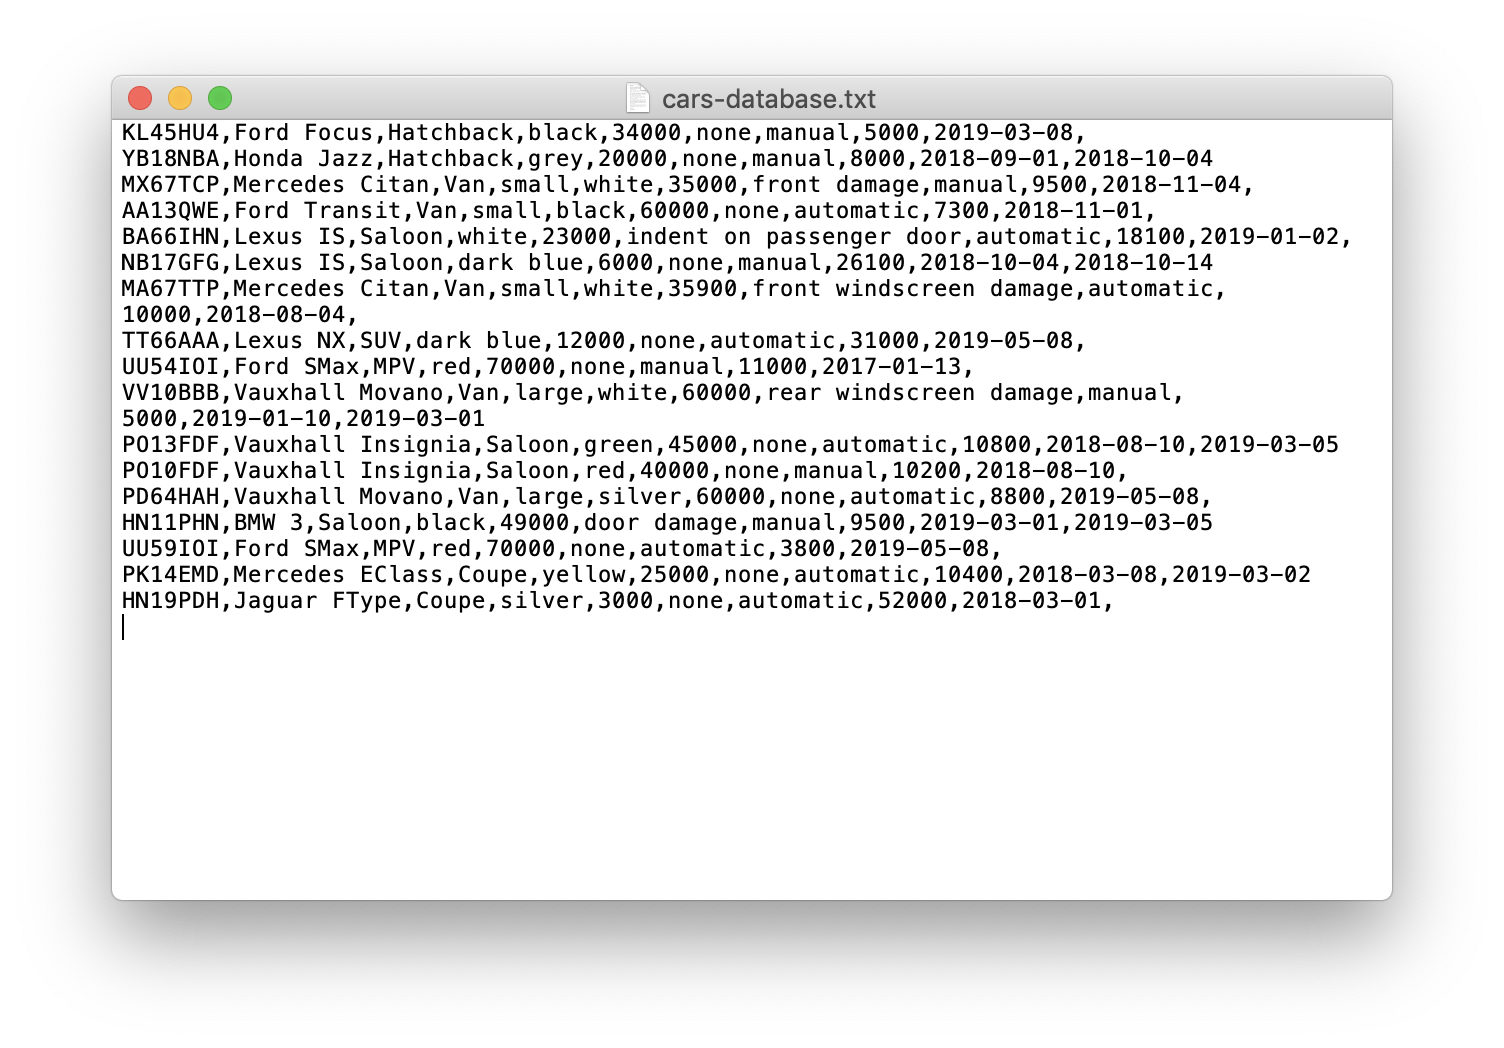 cars-database.txt
KL45HU4,Ford Focus,Hatchback,black,34000,none,manual,5000,2019-03-08,
YB18NBA,Honda Jazz,Hatchback,grey,20000,none,manual,8000,2018-09-01,2018-10-04
MX67TCP,Mercedes Citan,Van,small,white,35000,front damage,manual,9500,2018-11-04,
AA13QWE,Ford Transit,Van,small,black,60000,none,automatic,7300,2018-11-01,
BA66IHN,Lexus IS,Saloon,white,23000,indent on passenger door,automatic,18100,2019-01-02,
NB17GFG,Lexus IS,Saloon,dark blue,6000,none,manual,26100,2018-10-04,2018-10-14
MA67TTP,Mercedes Citan,Van,small,white,35900,front windscreen damage,automatic,
10000,2018-08-04,
TT66AAA,Lexus NX,SUV,dark blue,12000,none,automatic,31000,2019-05-08,
UU54IOI,Ford SMax,MPV,red,70000,none,manual,11000,2017-01-13,
VV10BBB,Vauxhall Movano,Van,large,white,60000,rear windscreen damage,manual,
5000,2019-01-10,2019-03-01
PO13FDF,Vauxhall Insignia,Saloon,green,45000,none,automatic,10800,2018-08-10,2019-03-05
PO10FDF,Vauxhall Insignia,Saloon,red,40000,none,manual,10200,2018-08-10,
PD64HAH,Vauxhall Movano,Van,large,silver,60000,none,automatic,8800,2019-05-08,
HN11PHN,BMW 3,Saloon,black,49000,door damage,manual,9500,2019-03-01,2019-03-05
UU59IOI,Ford SMax,MPV,red,70000,none,automatic,3800,2019-05-08,
PK14EMD,Mercedes EClass,Coupe,yellow,25000,none,automatic,10400,2018-03-08,2019-03-02
HN19PDH,Jaguar FType,Coupe,silver,3000,none,automatic,52000,2018-03-01,